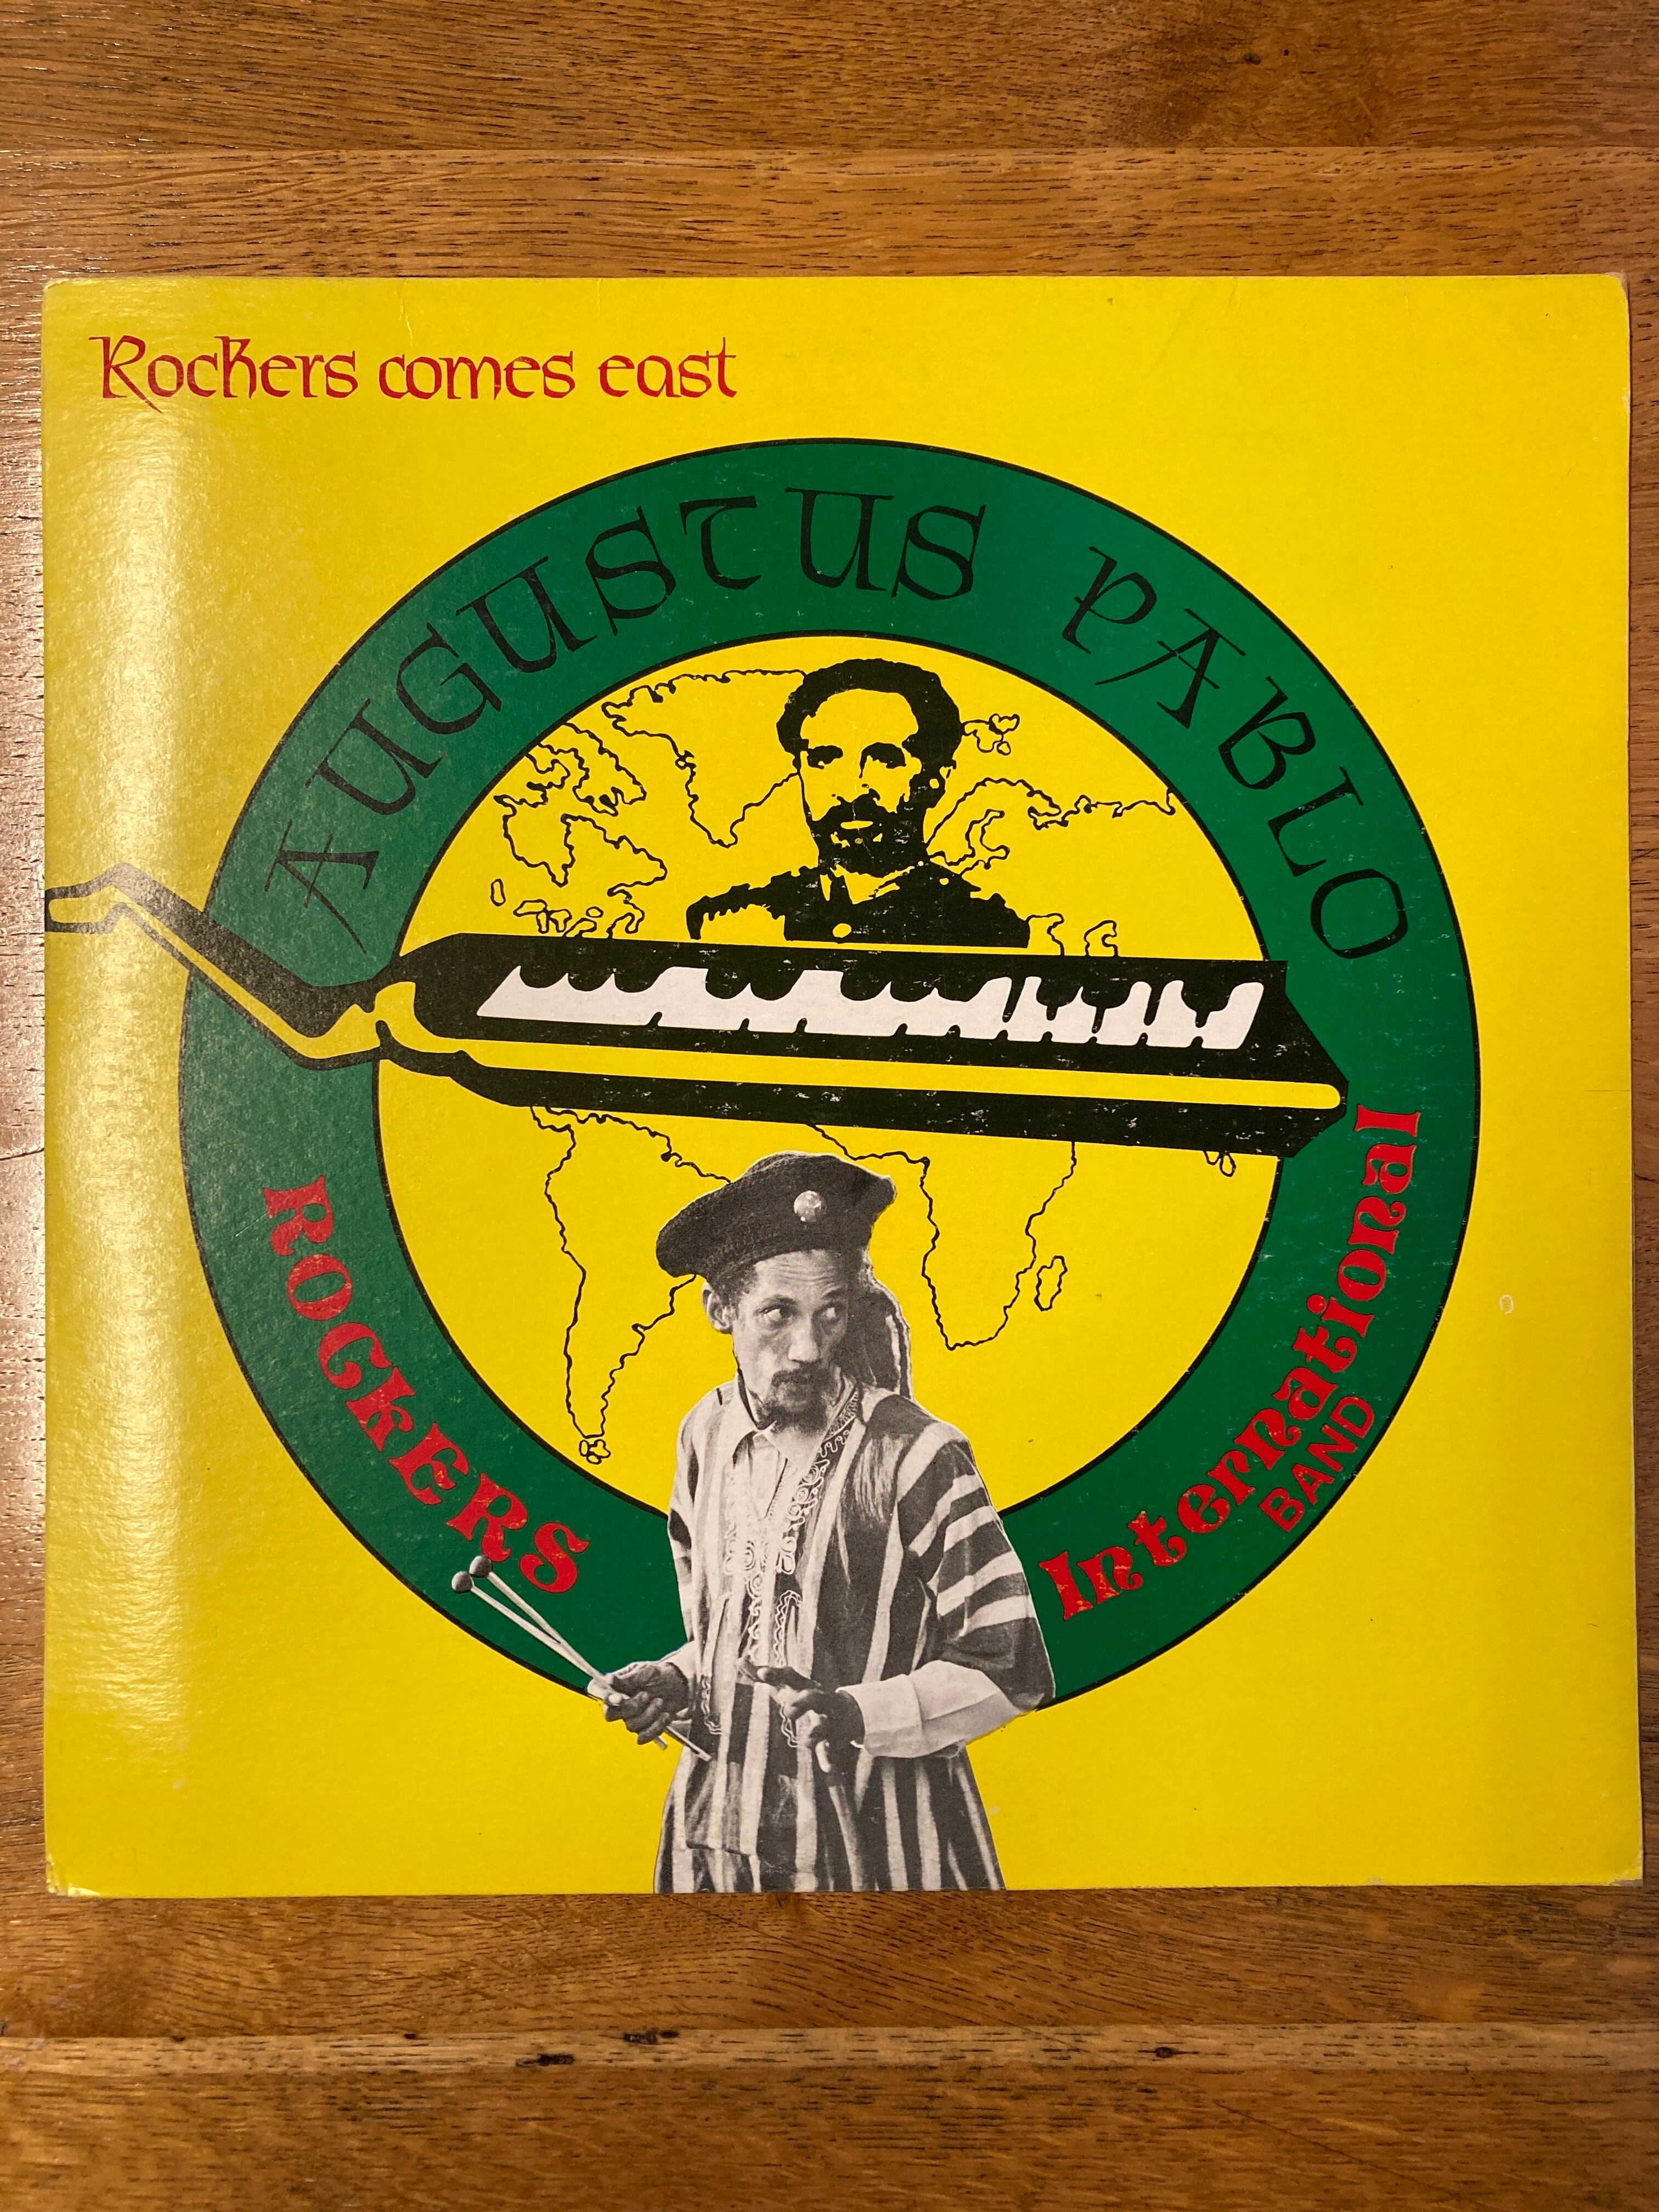 Rockers comes east
AUGUSTUS PABLO
ROCKERS
International
BAND